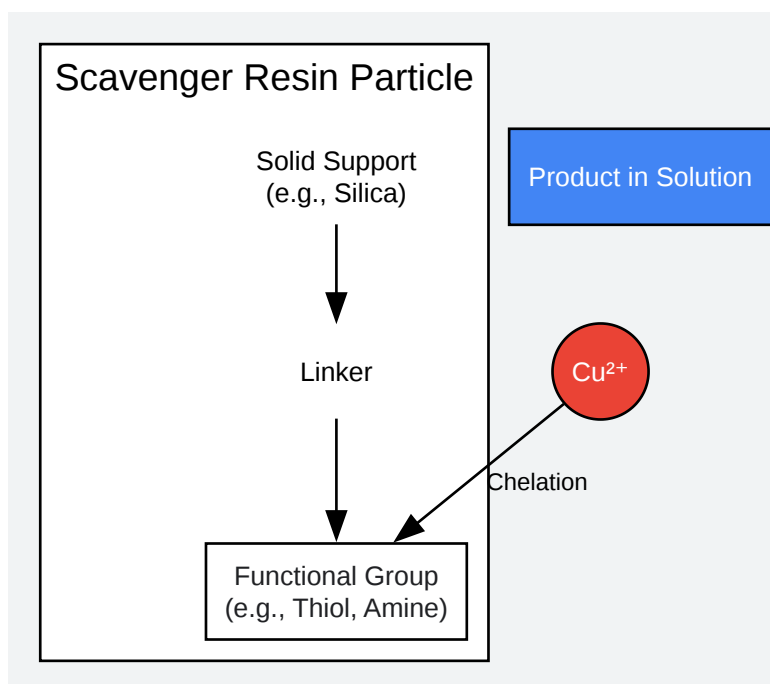 Scavenger Resin Particle
Solid Support
(e.g., Silica)
Product in Solution
Linker
Cu²⁺
Chelation
Functional Group
(e.g., Thiol, Amine)